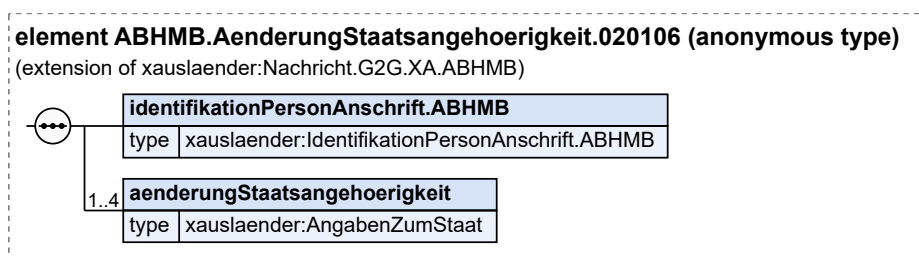 element ABHMB.AenderungStaatsangehoerigkeit.020106 (anonymous type)
(extension of xauslaender:Nachricht.G2G.XA.ABHMB)
identifikationPersonAnschrift.ABHMB
type xauslaender:IdentifikationPersonAnschrift.ABHMB
1..4 aenderungStaatsangehoerigkeit
type xauslaender:AngabenZumStaat